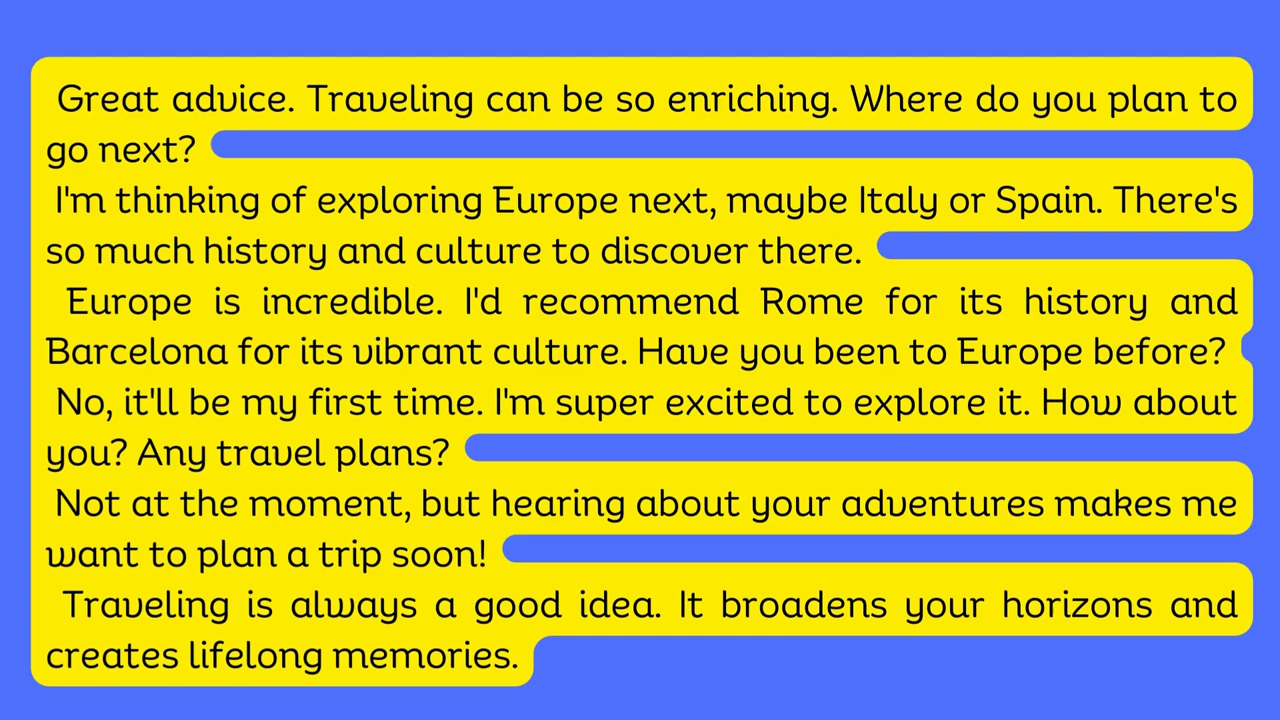 Great advice. Traveling can be so enriching. Where do you plan to
go next?
I'm thinking of exploring Europe next, maybe Italy or Spain. There's
so much history and culture to discover there.
Europe is incredible. I'd recommend Rome for its history and
Barcelona for its vibrant culture. Have you been to Europe before?
No, it'll be my first time. I'm super excited to explore it. How about
you? Any travel plans?
Not at the moment, but hearing about your adventures makes me
want to plan a trip soon!
Traveling is always a good idea. It broadens your horizons and
creates lifelong memories.